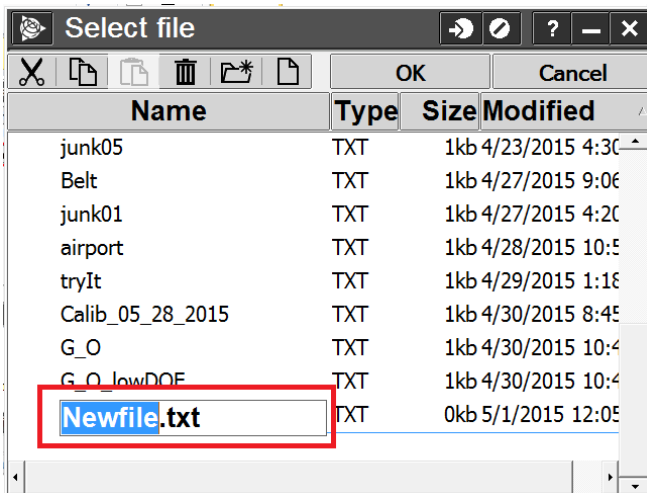 Select file
?
OK Cancel
Name Type Size Modified
junk05 TXT 1kb 4/23/2015 4:30
Belt TXT 1kb 4/27/2015 9:06
junk01 TXT 1kb 4/27/2015 4:20
airport TXT 1kb 4/28/2015 10:5
tryIt TXT 1kb 4/29/2015 1:18
Calib_05_28_2015 TXT 1kb 4/30/2015 8:45
G_O TXT 1kb 4/30/2015 10:4
G_O_lowDOF TXT 1kb 4/30/2015 10:4
Newfile.txt TXT 0kb 5/1/2015 12:05